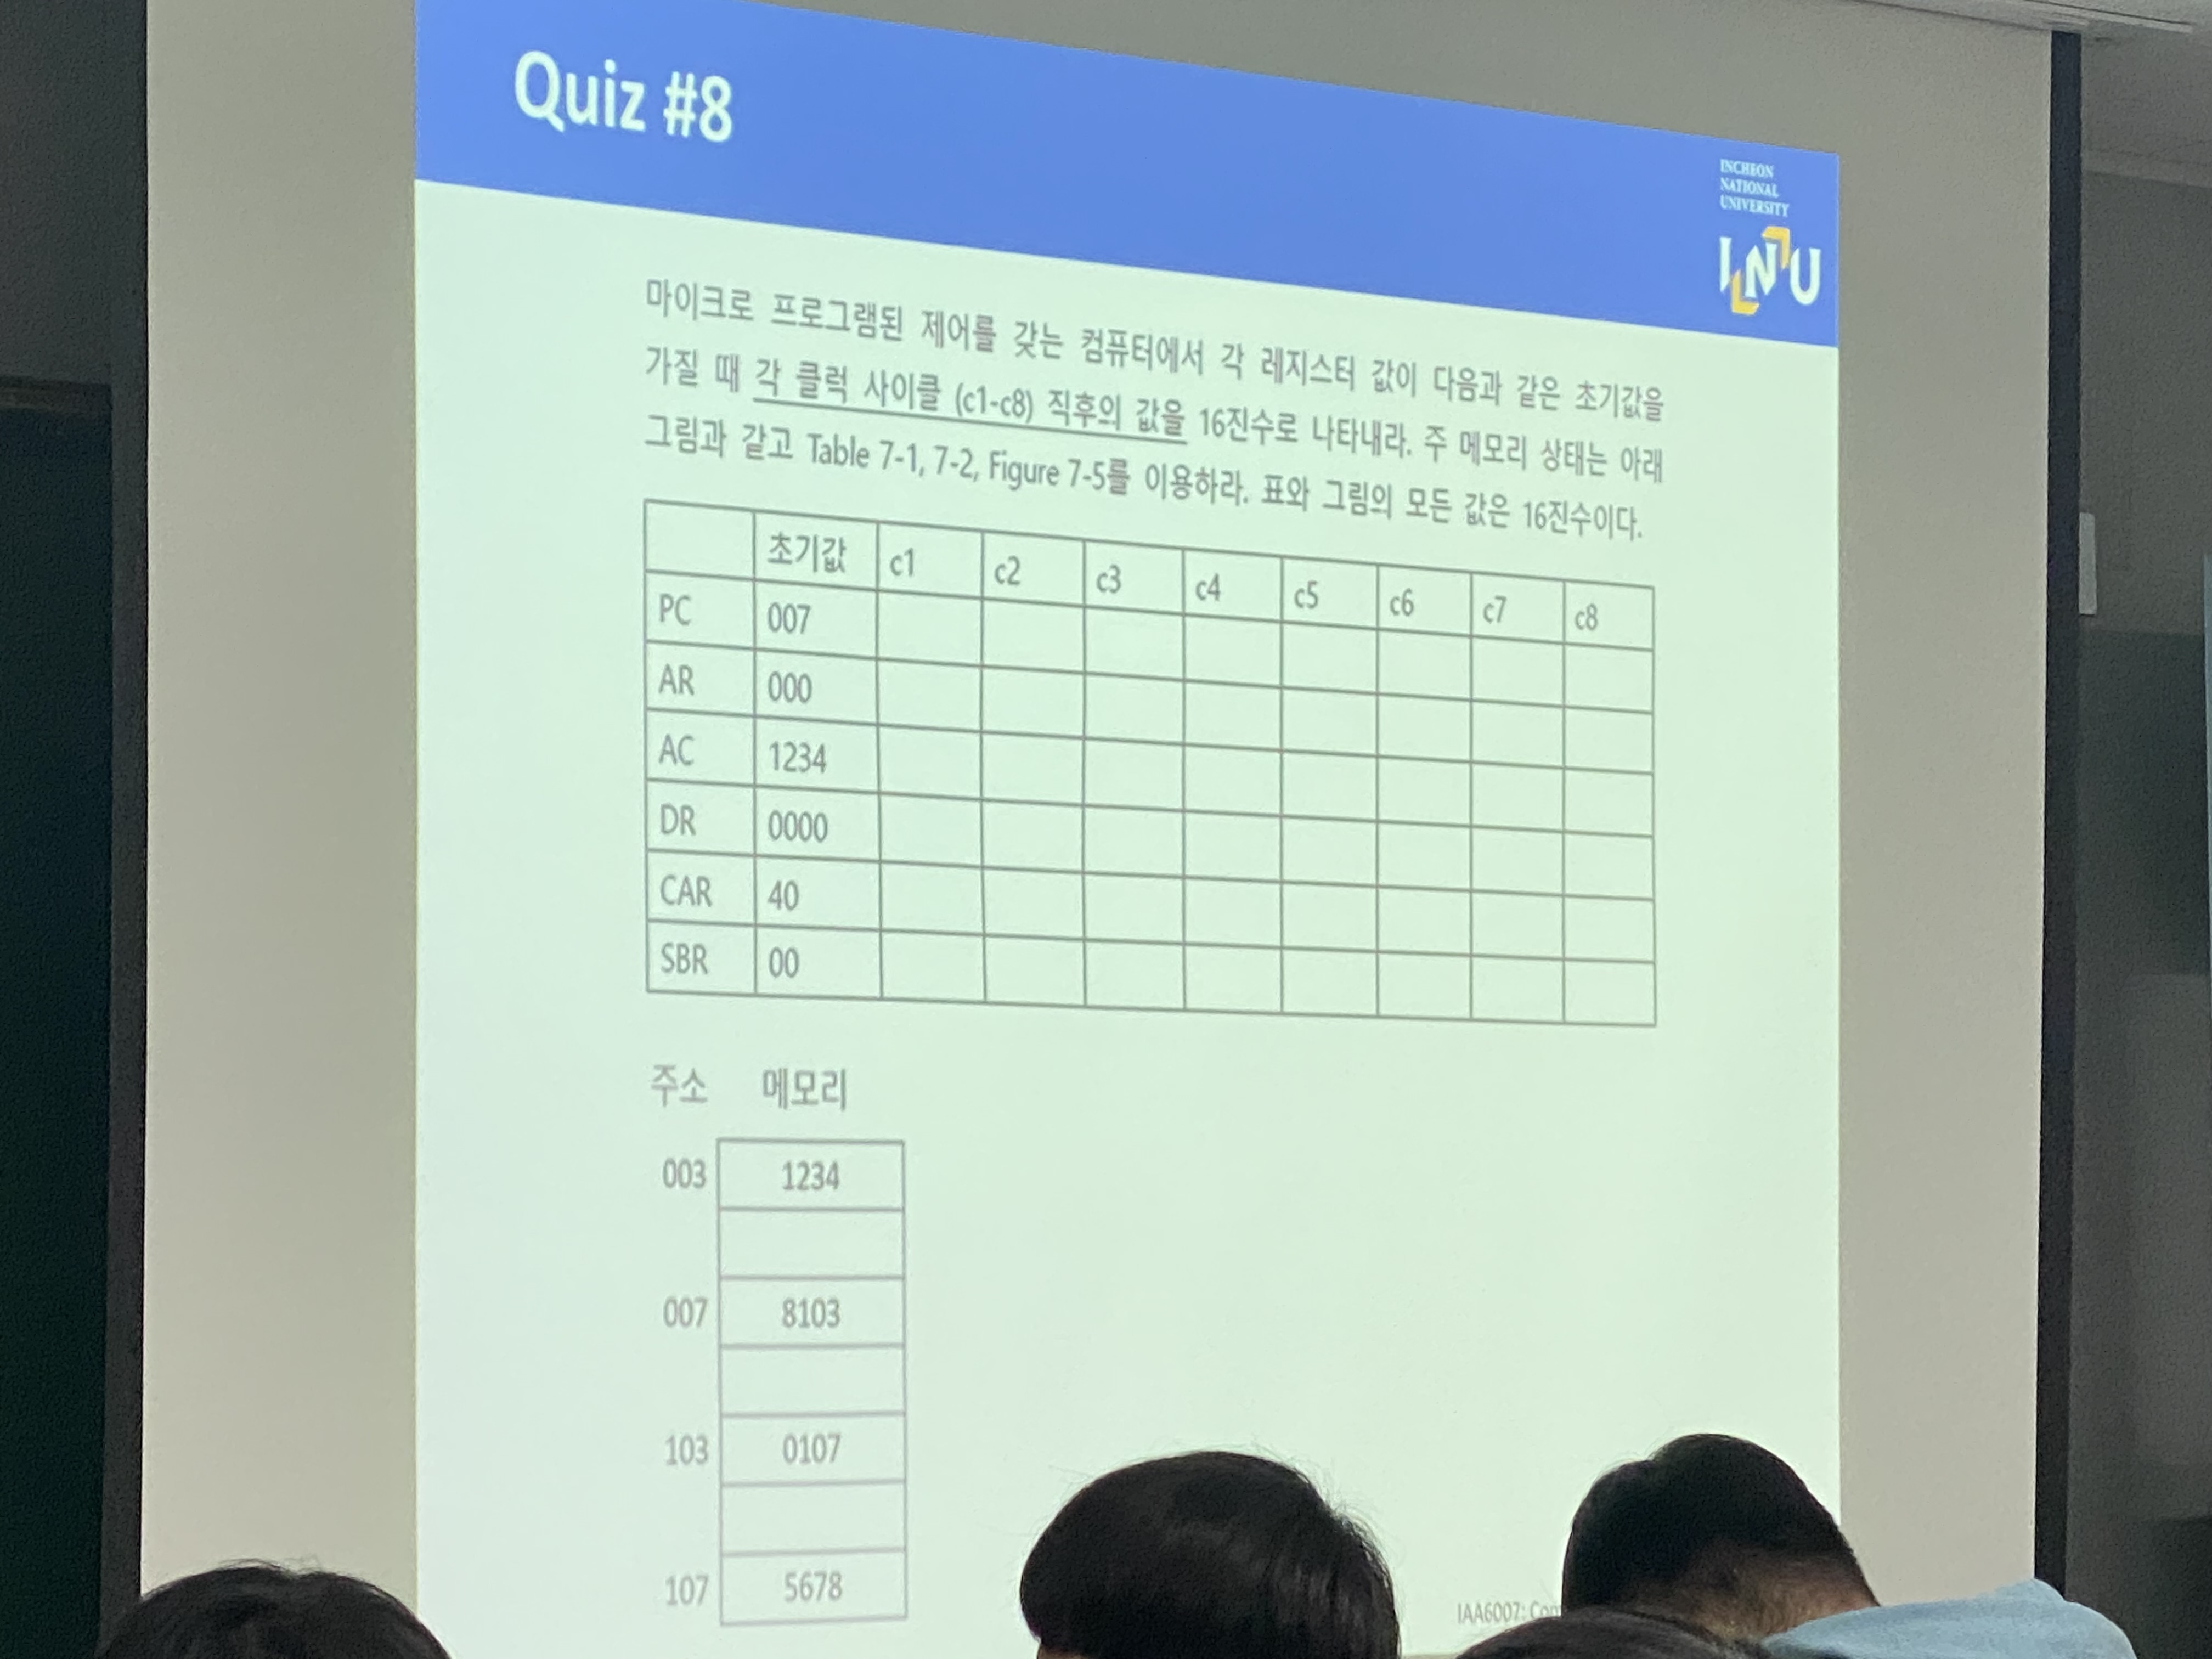 Quiz #8
INCHEON
NATIONAL
UNIVERSITY
INU
마이크로 프로그램된 제어를 갖는 컴퓨터에서 각 레지스터 값이 다음과 같은 초기값을
가질 때 각 클럭 사이클 (c1-c8) 직후의 값을 16진수로 나타내라. 주 메모리 상태는 아래
그림과 같고 Table 7-1, 7-2, Figure 7-5를 이용하라. 표와 그림의 모든 값은 16진수이다.
초기값 c1 c2 c3 c4 c5 c6 c7 c8
PC 007
AR 000
AC 1234
DR 0000
CAR 40
SBR 00
주소 메모리
003 1234
007 8103
103 0107
107 5678
IAA6007: